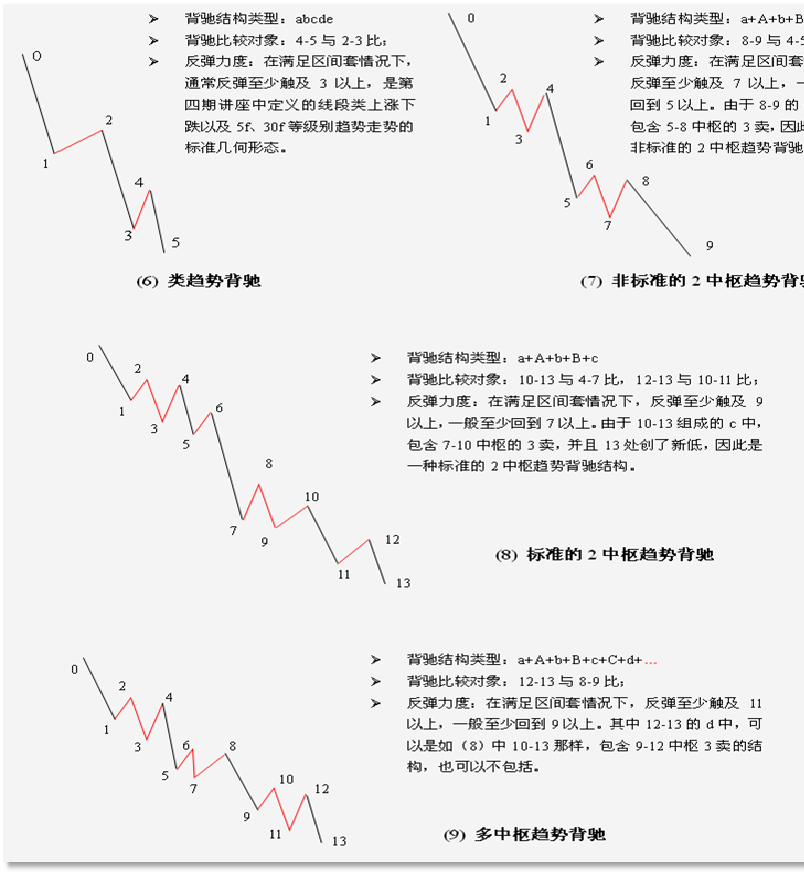 ➢ 背驰结构类型：abcde
➢ 背驰比较对象：4-5 与 2-3 比；
➢ 反弹力度：在满足区间套情况下，
通常反弹至少触及 3 以上，是第
四期讲座中定义的线段类上涨下
跌以及 5f、30f 等级别趋势走势的
标准几何形态。
0
2
1
4
3
5
(6) 类趋势背驰
➢ 背驰结构类型：a+A+b+B
➢ 背驰比较对象：8-9 与 4-5
➢ 反弹力度：在满足区间套
反弹至少触及 7 以上，一
回到 5 以上。由于 8-9 的
包含 5-8 中枢的 3 卖，因此
非标准的 2 中枢趋势背驰
0
2
4
1
3
6
8
5
7
9
(7) 非标准的 2 中枢趋势背驰
➢ 背驰结构类型：a+A+b+B+c
➢ 背驰比较对象：10-13 与 4-7 比，12-13 与 10-11 比；
➢ 反弹力度：在满足区间套情况下，反弹至少触及 9
以上，一般至少回到 7 以上。由于 10-13 组成的 c 中，
包含 7-10 中枢的 3 卖，并且 13 处创了新低，因此是
一种标准的 2 中枢趋势背驰结构。
0
2
4
1
3
6
5
8
10
7
9
12
11
13
(8) 标准的 2 中枢趋势背驰
➢ 背驰结构类型：a+A+b+B+c+C+d+...
➢ 背驰比较对象：12-13 与 8-9 比；
➢ 反弹力度：在满足区间套情况下，反弹至少触及 11
以上，一般至少回到 9 以上。其中 12-13 的 d 中，可
以是如（8）中 10-13 那样，包含 9-12 中枢 3 卖的结
构，也可以不包括。
0
2
4
1
3
6
8
5
7
10
12
9
11
13
(9) 多中枢趋势背驰